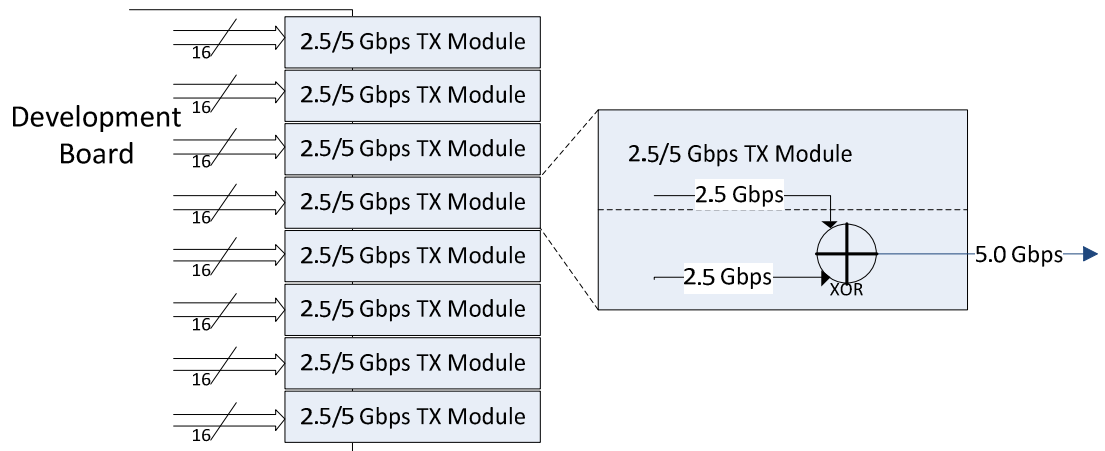 Development
Board
16
2.5/5 Gbps TX Module
16
2.5/5 Gbps TX Module
16
2.5/5 Gbps TX Module
16
2.5/5 Gbps TX Module
16
2.5/5 Gbps TX Module
16
2.5/5 Gbps TX Module
16
2.5/5 Gbps TX Module
16
2.5/5 Gbps TX Module
2.5/5 Gbps TX Module
2.5 Gbps
2.5 Gbps
XOR
5.0 Gbps